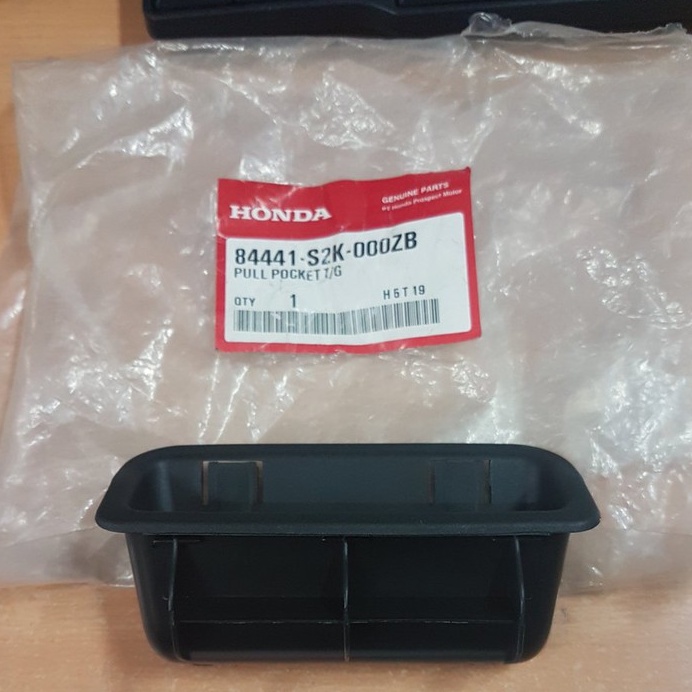 HONDA
GENUINE PARTS
84441-S2K-000ZB
PULL POCKET T/G
QTY 1 H5T19